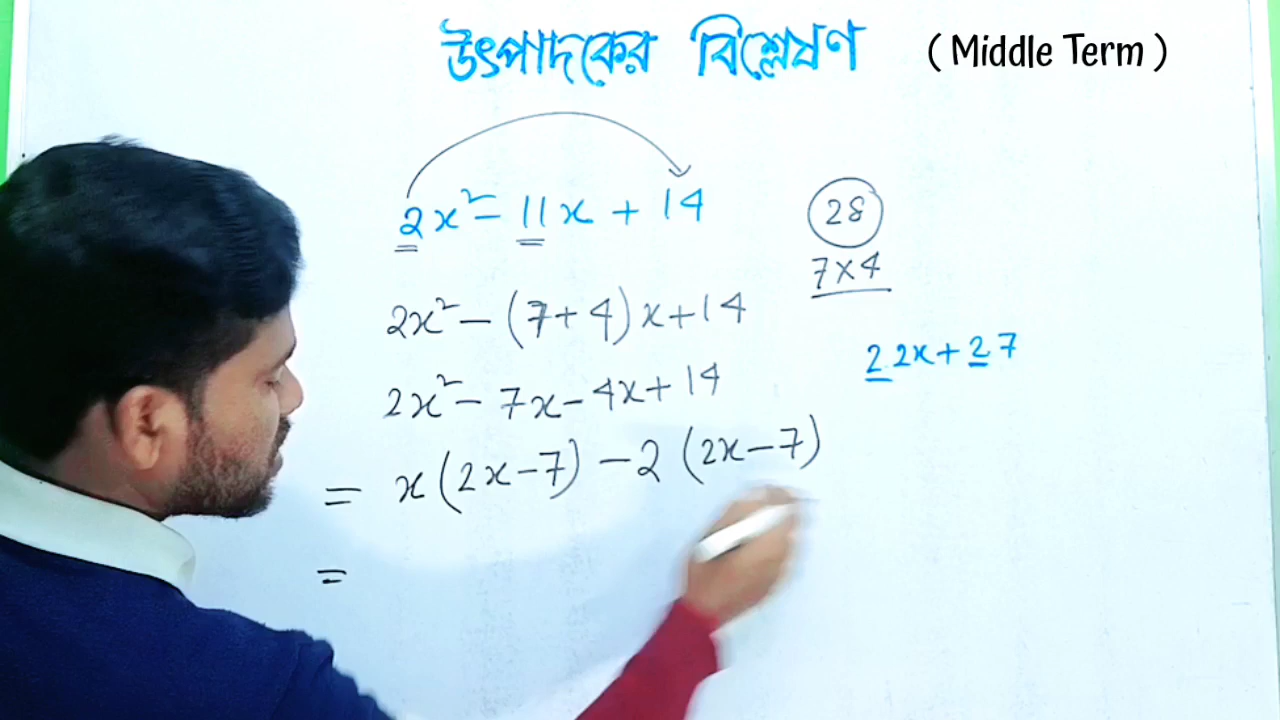 উৎপাদকের বিশ্লেষণ ( Middle Term )
2x² - 11x + 14
28
7×4
2x² - (7+4)x+14
2.2x+2.7
2x² - 7x - 4x + 14
= x(2x-7) -2 (2x-7)
=